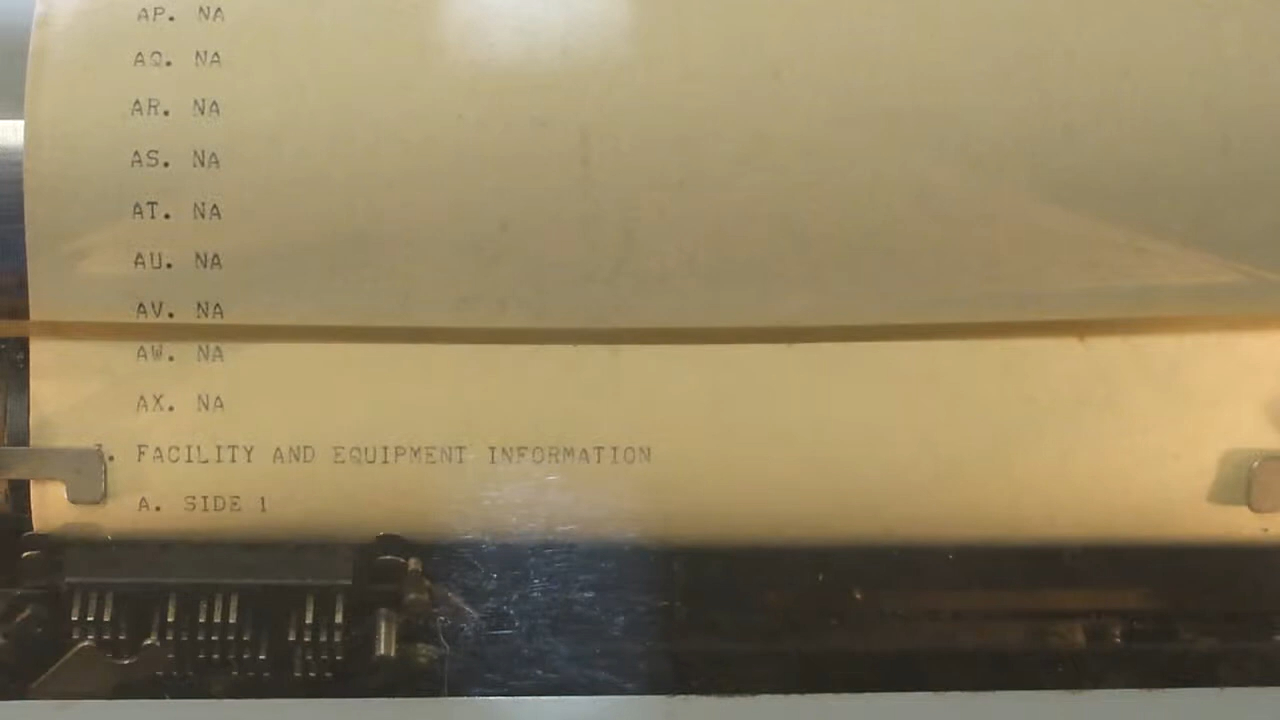 AP. NA
AQ. NA
AR. NA
AS. NA
AT. NA
AU. NA
AV. NA
AW. NA
AX. NA
. FACILITY AND EQUIPMENT INFORMATION
A. SIDE 1